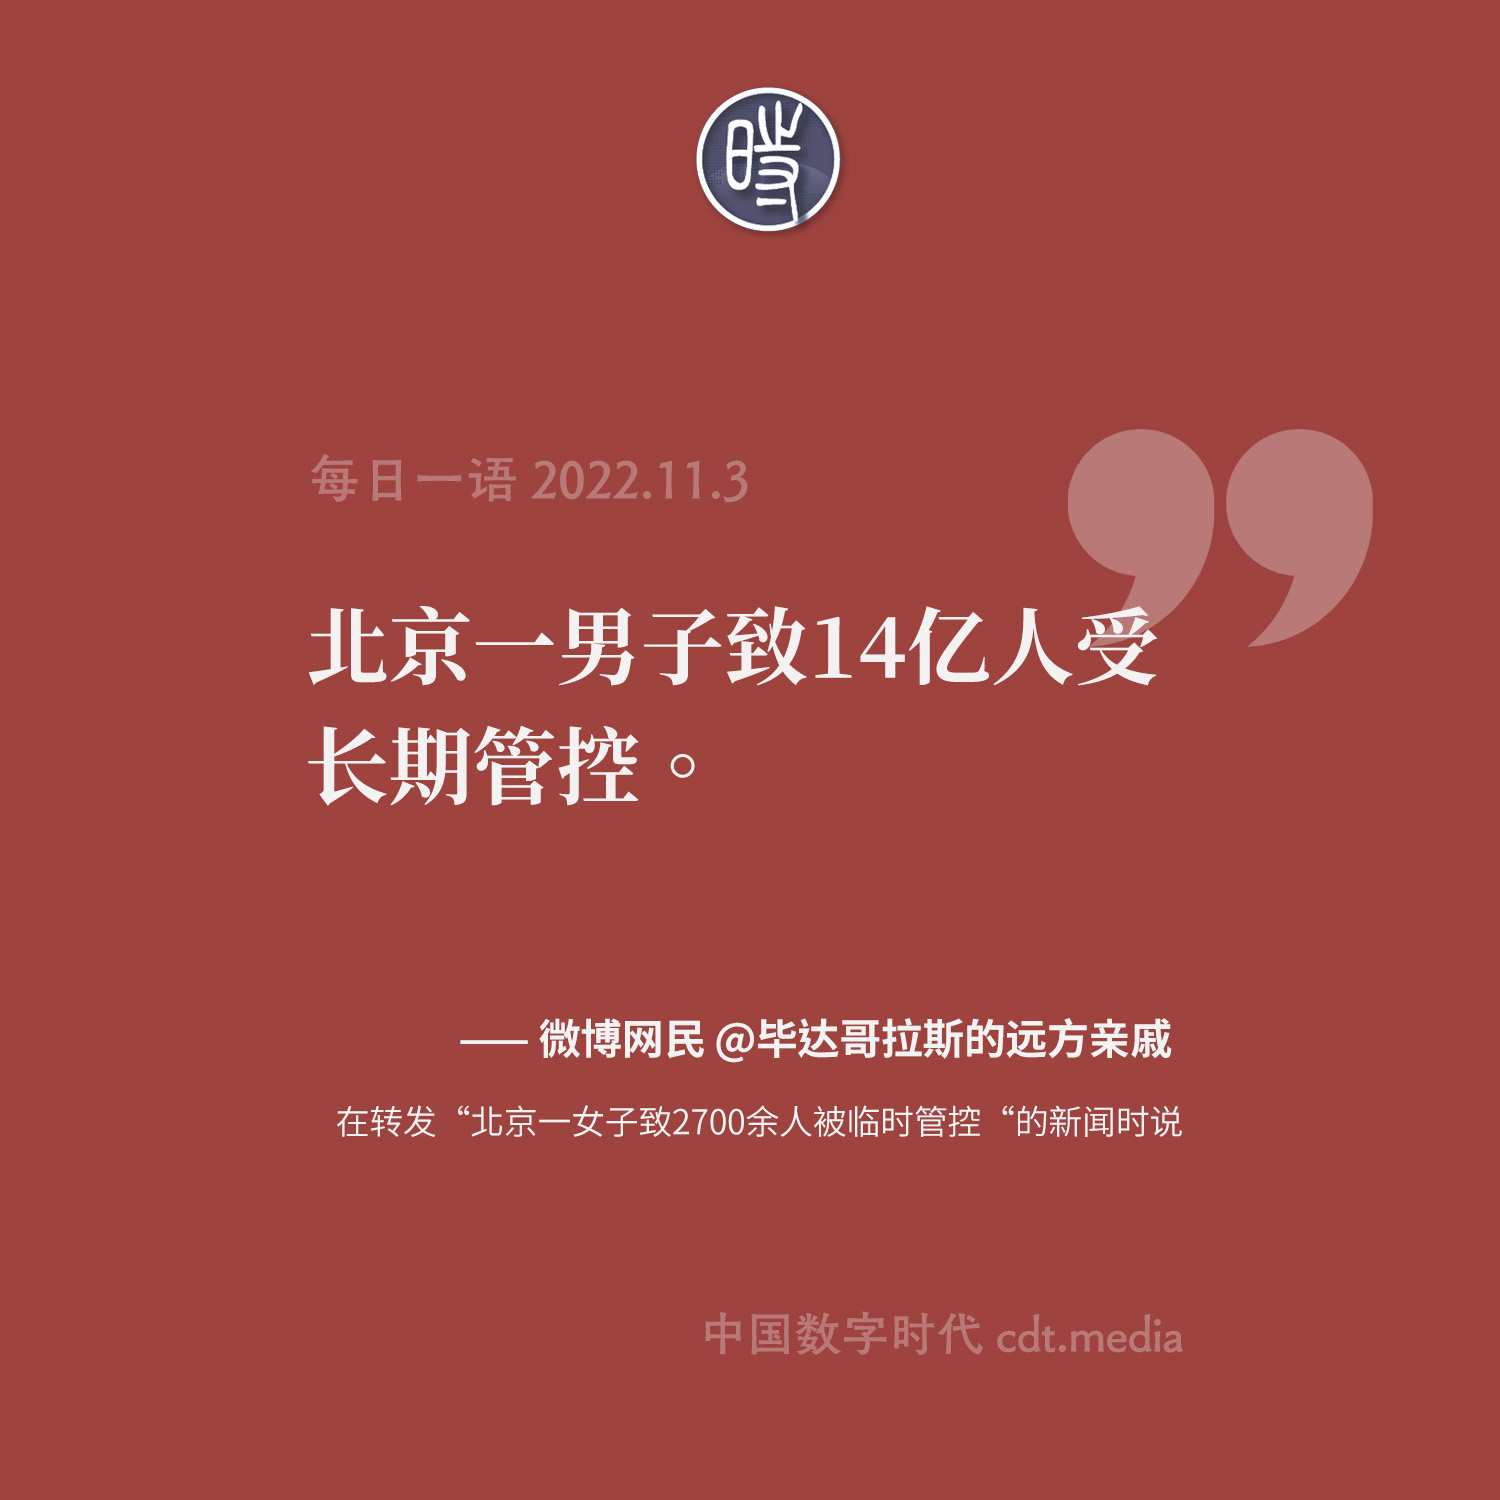 時
每日一语 2022.11.3
北京一男子致14亿人受
长期管控。
—— 微博网民 @毕达哥拉斯的远方亲戚
在转发“北京一女子致2700余人被临时管控“的新闻时说
中国数字时代 cdt.media